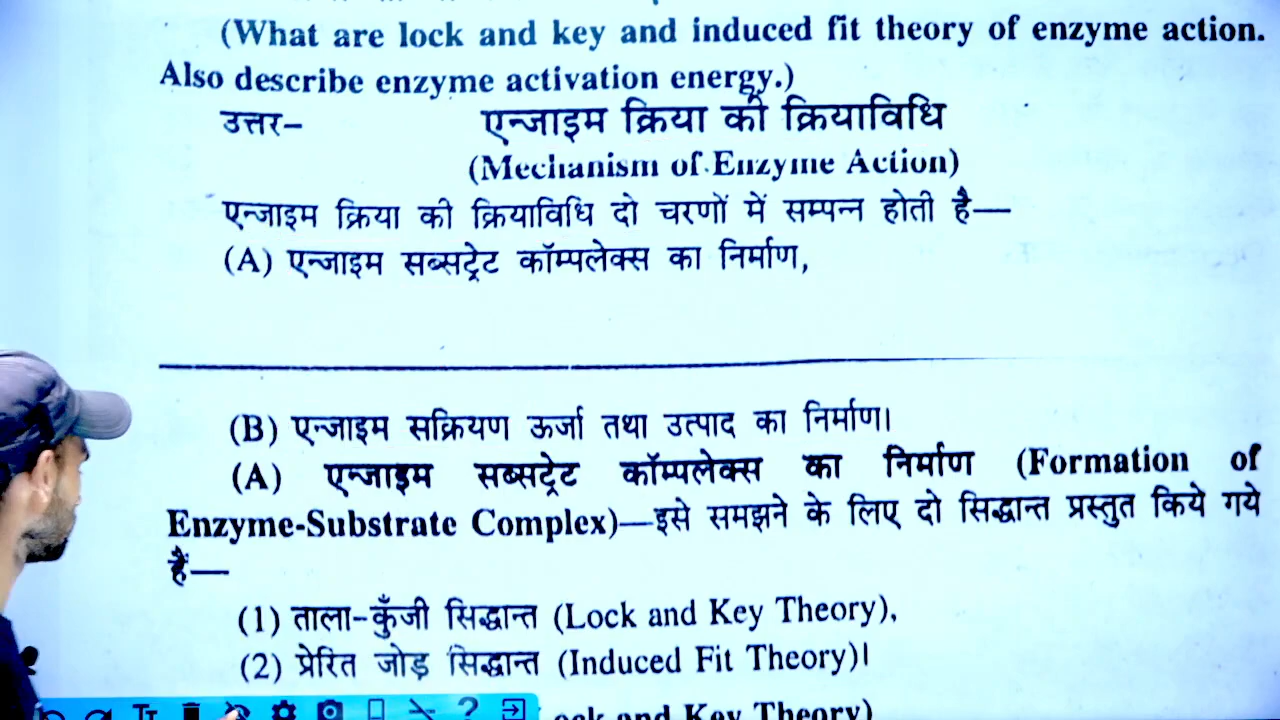 (What are lock and key and induced fit theory of enzyme action.
Also describe enzyme activation energy.)
उत्तर– एन्जाइम क्रिया की क्रियाविधि
(Mechanism of Enzyme Action)
एन्जाइम क्रिया की क्रियाविधि दो चरणों में सम्पन्न होती है—
(A) एन्जाइम सब्सट्रेट कॉम्पलेक्स का निर्माण,
(B) एन्जाइम सक्रियण ऊर्जा तथा उत्पाद का निर्माण।
(A) एन्जाइम सब्सट्रेट कॉम्पलेक्स का निर्माण (Formation of
Enzyme-Substrate Complex)—इसे समझने के लिए दो सिद्धान्त प्रस्तुत किये गये
हैं—
(1) ताला-कुँजी सिद्धान्त (Lock and Key Theory),
(2) प्रेरित जोड़ सिद्धान्त (Induced Fit Theory)।
and Key Theory)